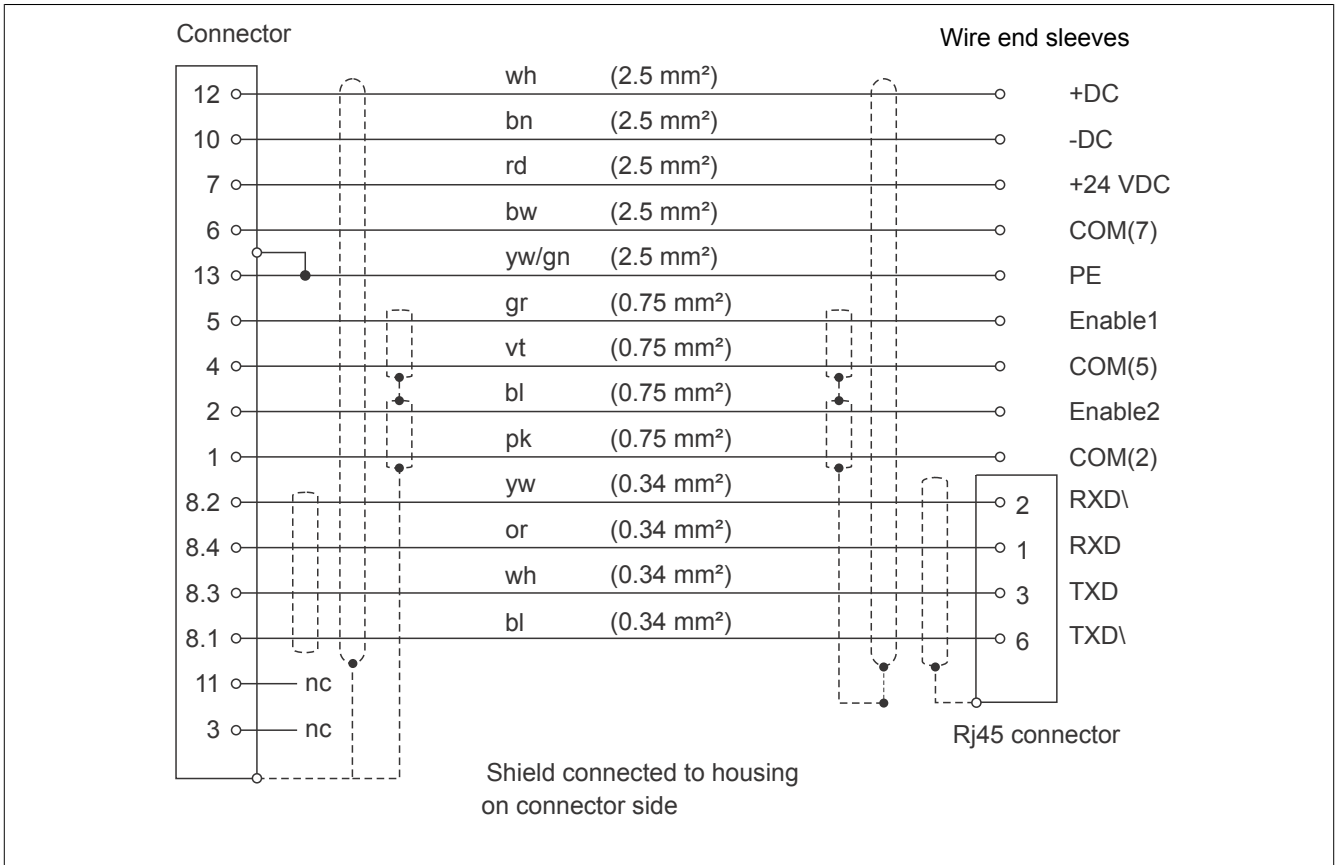 Connector Wire end sleeves
12 wh (2.5 mm²) +DC
10 bn (2.5 mm²) -DC
7 rd (2.5 mm²) +24 VDC
6 bw (2.5 mm²) COM(7)
13 yw/gn (2.5 mm²) PE
5 gr (0.75 mm²) Enable1
4 vt (0.75 mm²) COM(5)
2 bl (0.75 mm²) Enable2
1 pk (0.75 mm²) COM(2)
8.2 yw (0.34 mm²) 2 RXD\
8.4 or (0.34 mm²) 1 RXD
8.3 wh (0.34 mm²) 3 TXD
8.1 bl (0.34 mm²) 6 TXD\
11 nc
3 nc
Rj45 connector
Shield connected to housing
on connector side